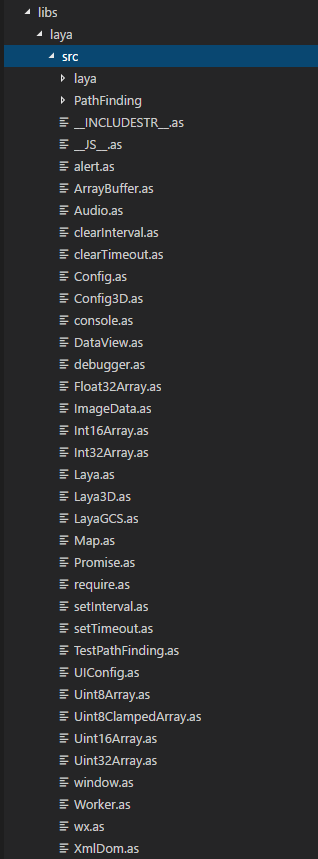 libs
laya
src
laya
PathFinding
__INCLUDESTR__.as
__JS__.as
alert.as
ArrayBuffer.as
Audio.as
clearInterval.as
clearTimeout.as
Config.as
Config3D.as
console.as
DataView.as
debugger.as
Float32Array.as
ImageData.as
Int16Array.as
Int32Array.as
Laya.as
Laya3D.as
LayaGCS.as
Map.as
Promise.as
require.as
setInterval.as
setTimeout.as
TestPathFinding.as
UIConfig.as
Uint8Array.as
Uint8ClampedArray.as
Uint16Array.as
Uint32Array.as
window.as
Worker.as
wx.as
XmlDom.as